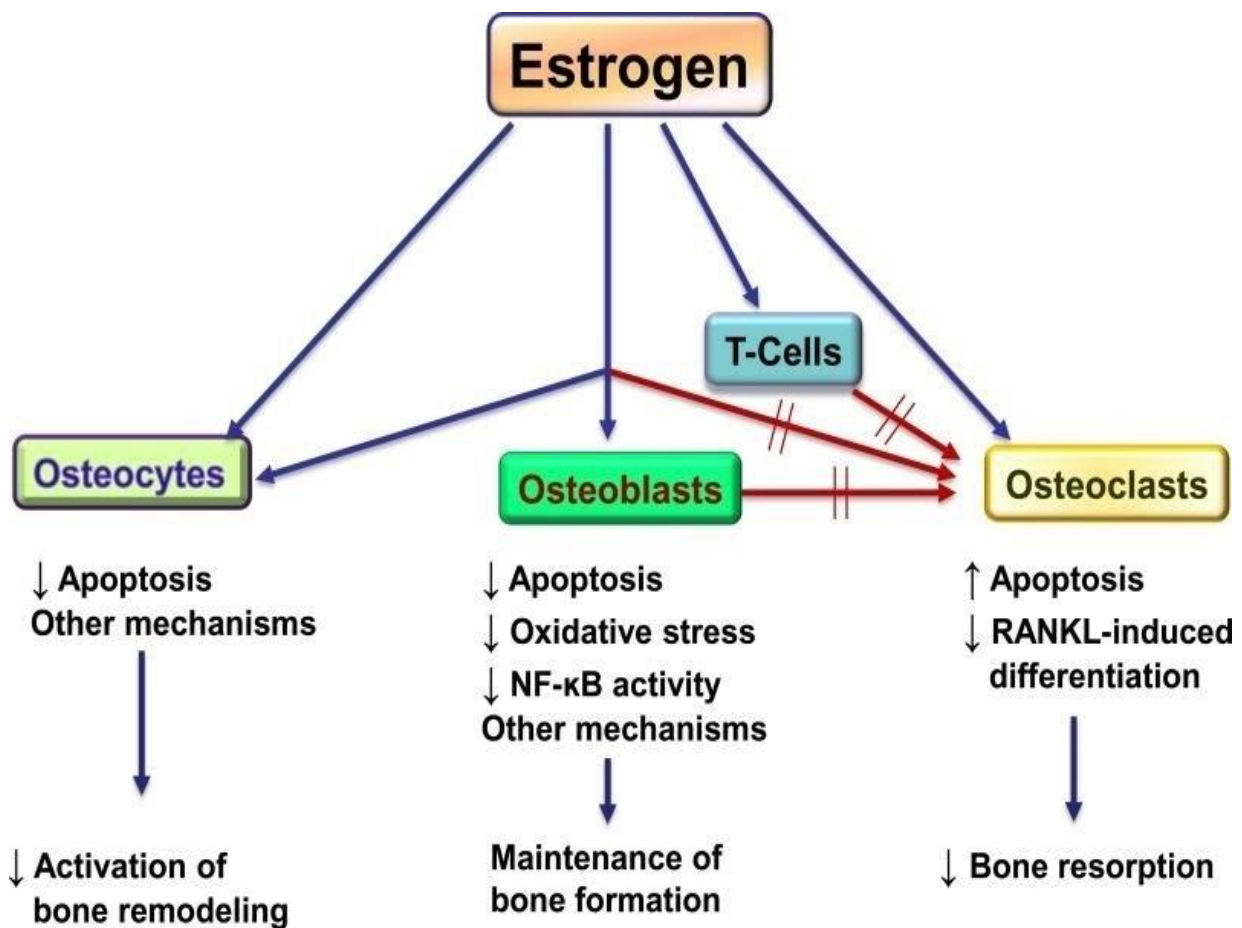 Estrogen
T-Cells
Osteocytes
Osteoblasts
Osteoclasts
↓ Apoptosis
Other mechanisms
↓ Activation of
bone remodeling
↓ Apoptosis
↓ Oxidative stress
↓ NF-κB activity
Other mechanisms
Maintenance of
bone formation
↑ Apoptosis
↓ RANKL-induced
differentiation
↓ Bone resorption